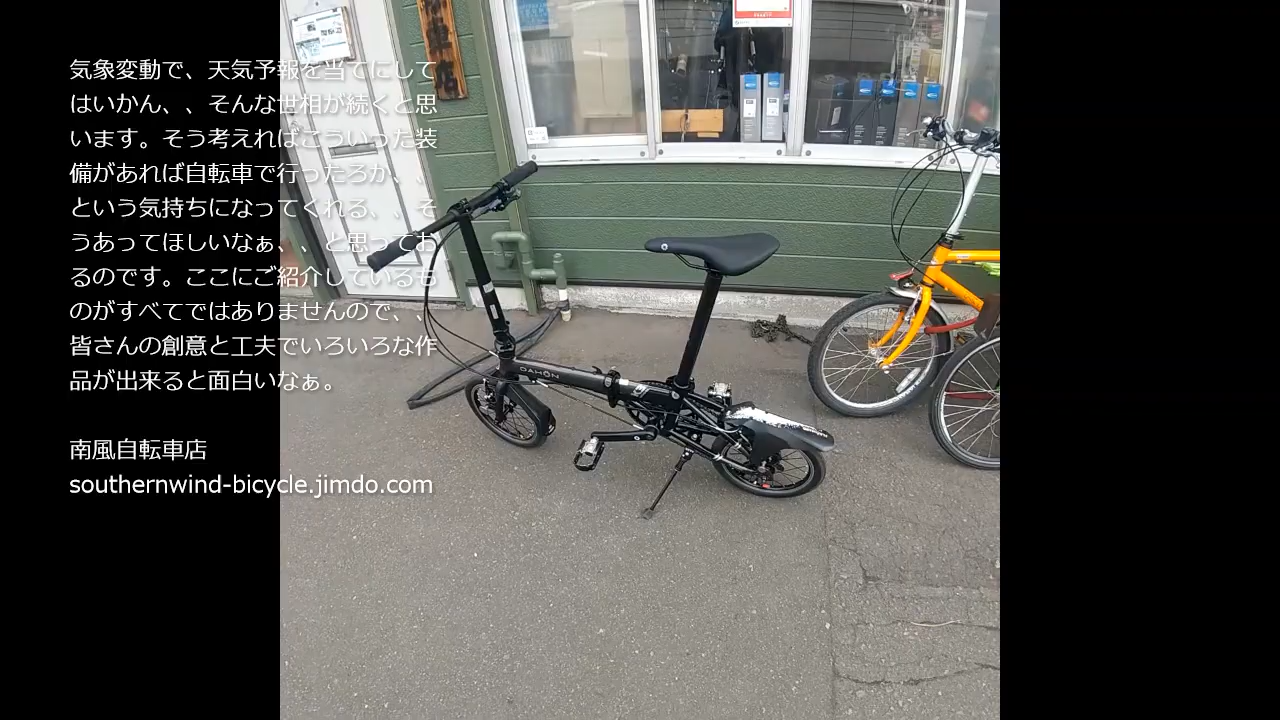 気象変動で、天気予報を当てにして
はいかん、、そんな世相が続くと思
います。そう考えればこういった装
備があれば自転車で行ったろか、、
という気持ちになってくれる、、そ
うあってほしいなぁ、、と思ってお
るのです。ここにご紹介しているも
のがすべてではありませんので、、
皆さんの創意と工夫でいろいろな作
品が出来ると面白いなぁ。
南風自転車店
southernwind-bicycle.jimdo.com
DAHON